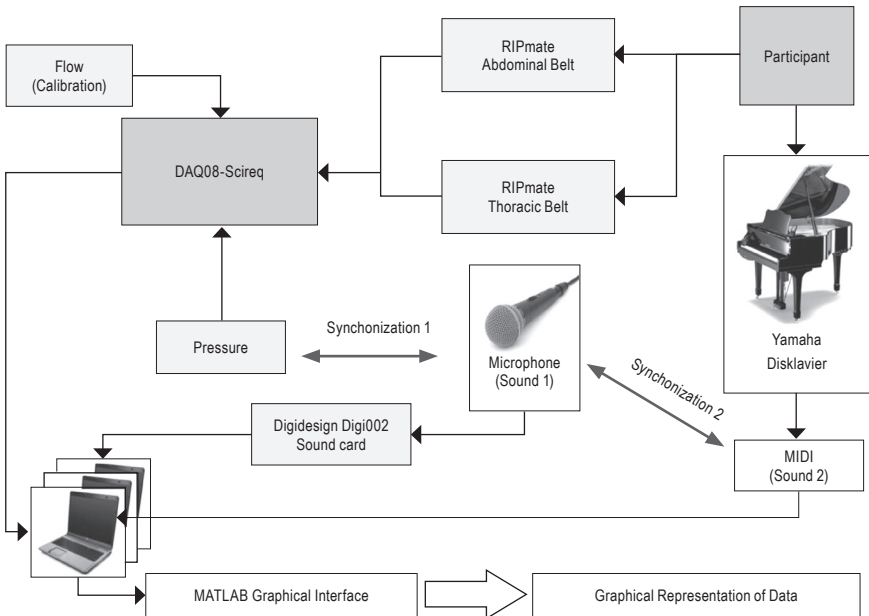 Flow
(Calibration)
RIPmate
Abdominal Belt
Participant
DAQ08-Scireq
RIPmate
Thoracic Belt
Yamaha
Disklavier
Pressure
Synchonization 1
Microphone
(Sound 1)
Synchonization 2
Digidesign Digi002
Sound card
MIDI
(Sound 2)
MATLAB Graphical Interface
Graphical Representation of Data